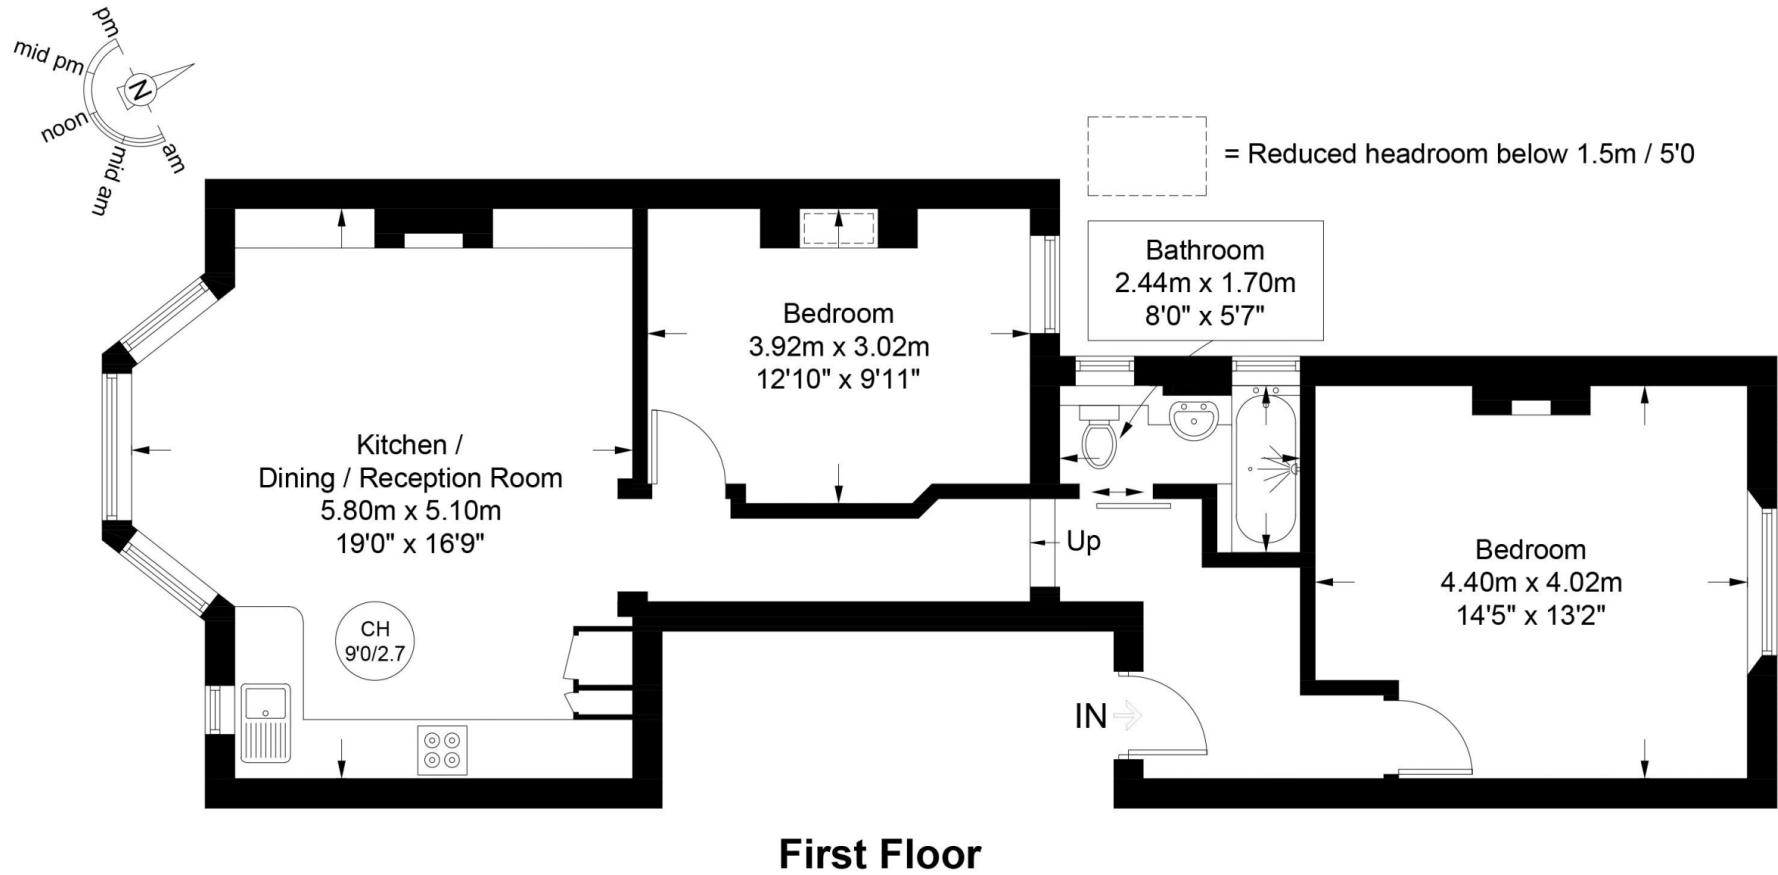 pm
mid pm
noon
mid am
am
N
= Reduced headroom below 1.5m / 5'0
Bathroom
2.44m x 1.70m
8'0" x 5'7"
Bedroom
3.92m x 3.02m
12'10" x 9'11"
Kitchen /
Dining / Reception Room
5.80m x 5.10m
19'0" x 16'9"
Up
Bedroom
4.40m x 4.02m
14'5" x 13'2"
CH
9'0/2.7
IN
First Floor